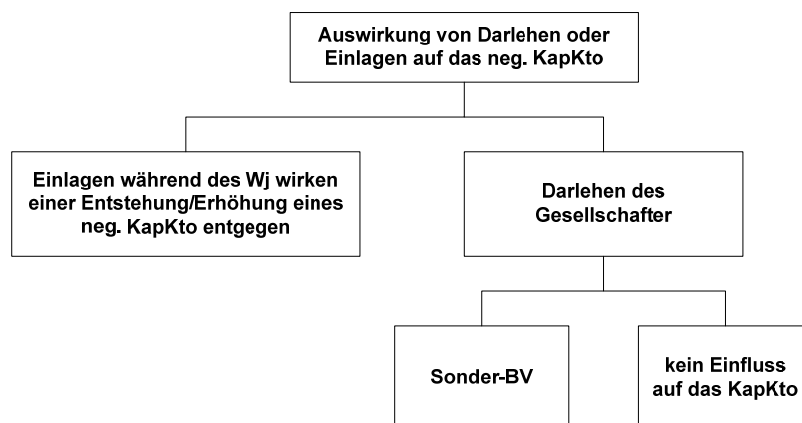 Auswirkung von Darlehen oder
Einlagen auf das neg. KapKto
Einlagen während des Wj wirken
einer Entstehung/Erhöhung eines
neg. KapKto entgegen
Darlehen des
Gesellschafter
Sonder-BV
kein Einfluss
auf das KapKto